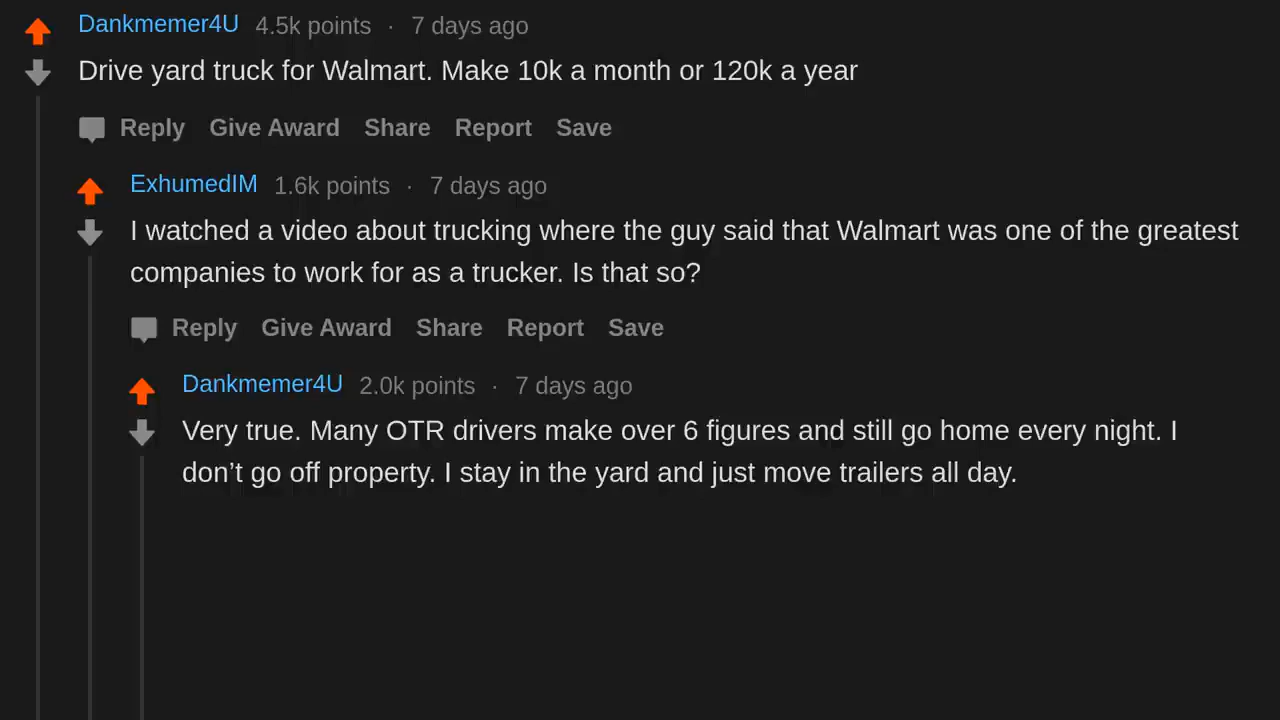 Dankmemer4U 4.5k points · 7 days ago
Drive yard truck for Walmart. Make 10k a month or 120k a year
Reply Give Award Share Report Save
ExhumedIM 1.6k points · 7 days ago
I watched a video about trucking where the guy said that Walmart was one of the greatest
companies to work for as a trucker. Is that so?
Reply Give Award Share Report Save
Dankmemer4U 2.0k points · 7 days ago
Very true. Many OTR drivers make over 6 figures and still go home every night. I
don’t go off property. I stay in the yard and just move trailers all day.